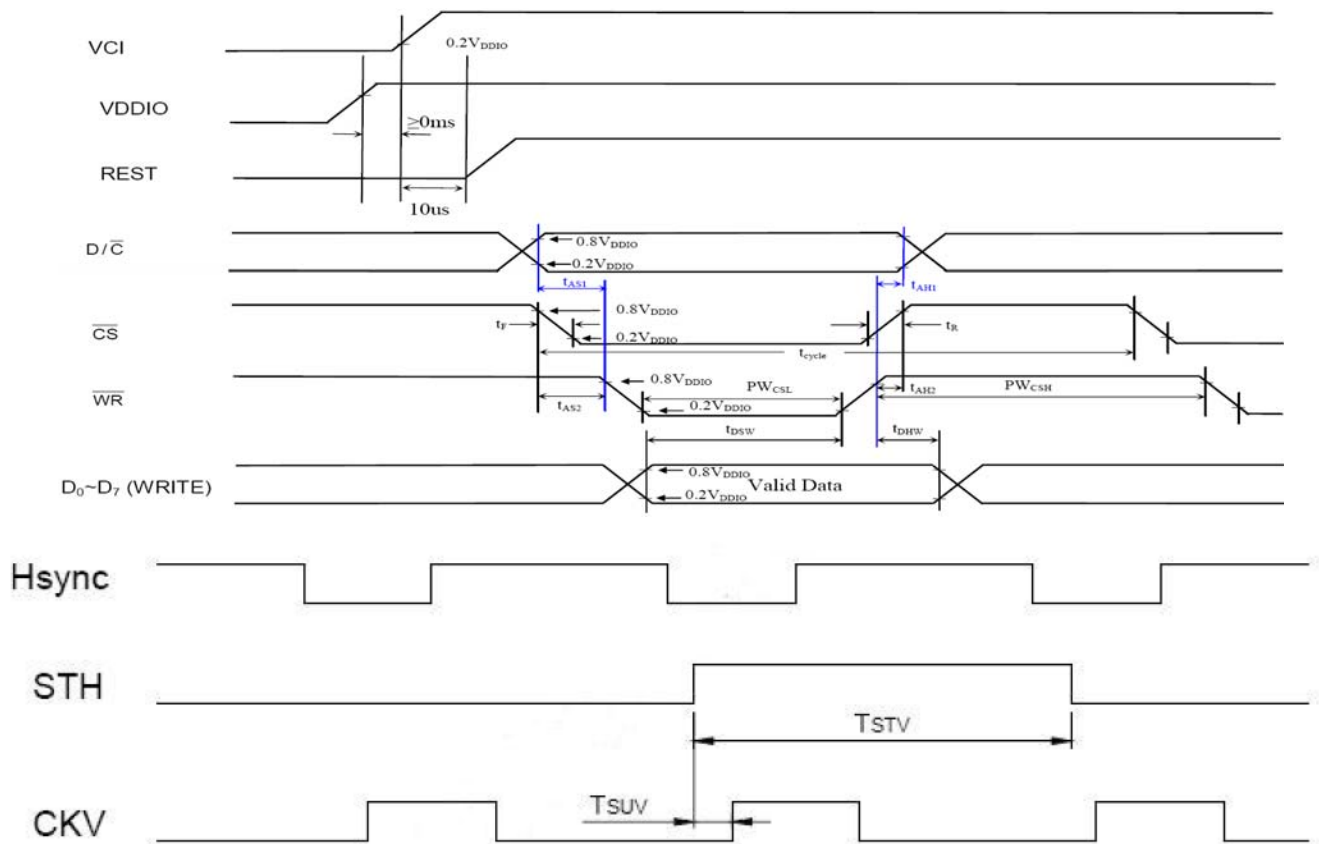 VCI
0.2VDDIO
VDDIO
≥0ms
REST
10us
D/C̅
0.8VDDIO
0.2VDDIO
tAS1
tAH1
C̅S̅
tF
0.8VDDIO
0.2VDDIO
tR
tcycle
W̅R̅
0.8VDDIO
PWCSL
tAH2
PWCSH
tAS2
0.2VDDIO
tDSW
tDHW
D0~D7 (WRITE)
0.8VDDIO
Valid Data
0.2VDDIO
Hsync
STH
TSTV
TSUV
CKV